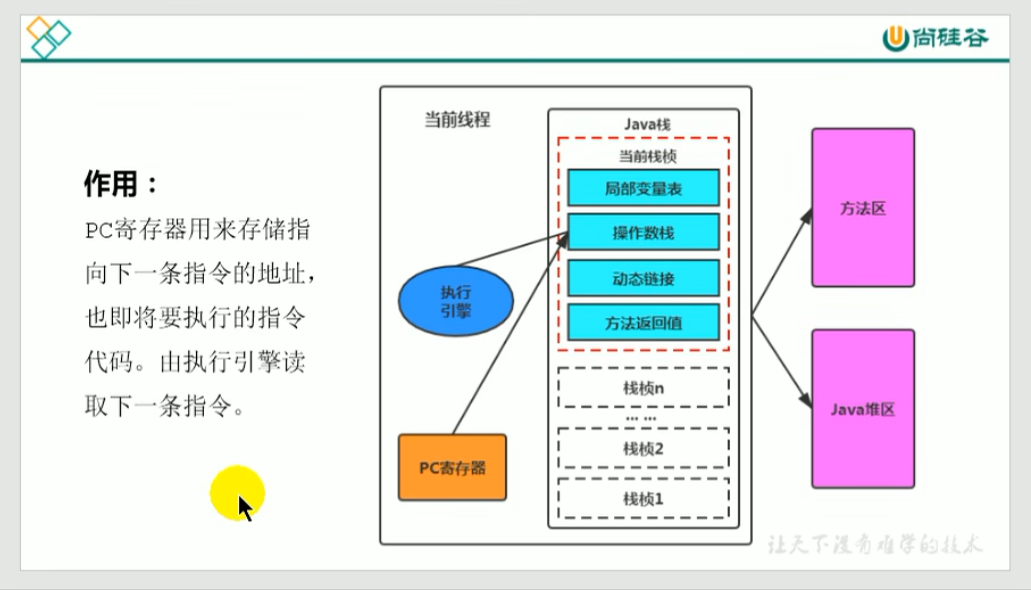 尚硅谷
作用：
PC寄存器用来存储指
向下一条指令的地址，
也即将要执行的指令
代码。由执行引擎读
取下一条指令。
当前线程
Java栈
当前栈桢
局部变量表
操作数栈
动态链接
方法返回值
执行
引擎
栈桢n
... ...
栈桢2
栈桢1
PC寄存器
方法区
Java堆区
让天下没有难学的技术